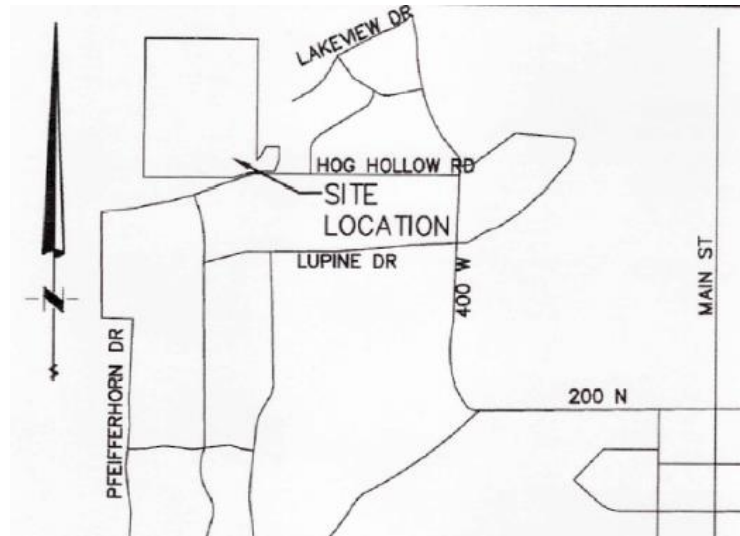 LAKEVIEW DR
HOG HOLLOW RD
SITE
LOCATION
LUPINE DR
400 W
MAIN ST
PFEIFFERHORN DR
200 N
N